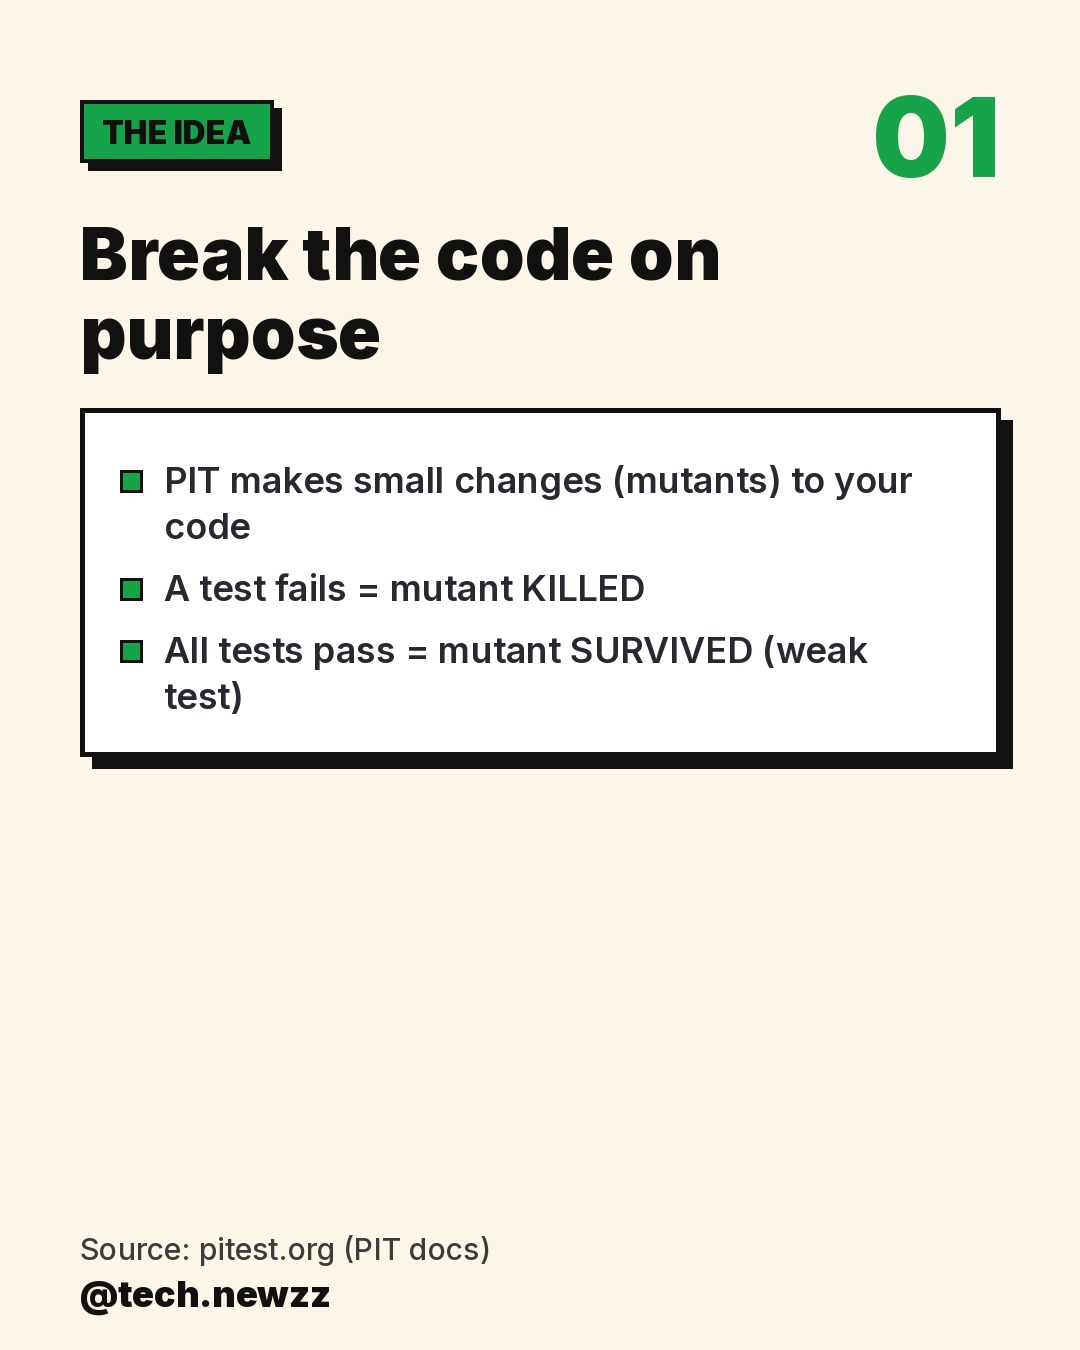 THE IDEA
01
Break the code on
purpose
PIT makes small changes (mutants) to your
code
A test fails = mutant KILLED
All tests pass = mutant SURVIVED (weak
test)
Source: pitest.org (PIT docs)
@tech.newzz